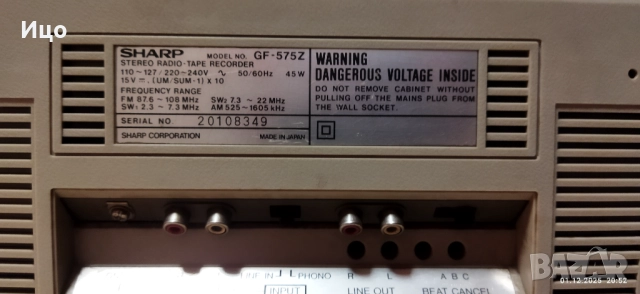 Ицо
SHARP MODEL NO. GF-575Z
STEREO RADIO-TAPE RECORDER
110~127/220~240V ∿ 50/60Hz 45W
15V ⎓ (UM/SUM-1) X 10
FREQUENCY RANGE
FM 87.6~108 MHz SW₂ 7.3~22 MHz
SW₁ 2.3~7.3 MHz AM 525~1605 kHz
SERIAL NO. 20108349
SHARP CORPORATION MADE IN JAPAN
WARNING
DANGEROUS VOLTAGE INSIDE
DO NOT REMOVE CABINET WITHOUT
PULLING OFF THE MAINS PLUG FROM
THE WALL SOCKET.
LINE IN PHONO R L A B C
INPUT LINE OUT BEAT CANCEL
BAZAR
01.12.2025 20:52